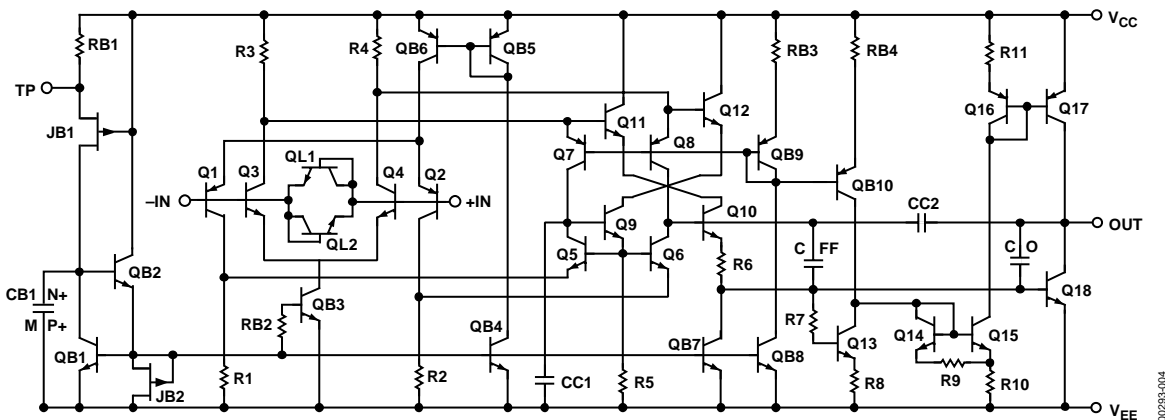 RB1
R3
R4
QB6
QB5
RB3
RB4
R11
VCC
TP
JB1
Q11
Q12
Q16
Q17
Q7
Q8
QB9
QB10
Q1
Q3
QL1
Q4
Q2
–IN
+IN
QL2
Q9
Q10
CC2
OUT
Q5
Q6
R6
C FF
C O
QB2
CB1 N+
M P+
QB3
RB2
R7
Q18
QB1
JB2
R1
R2
QB4
CC1
R5
QB7
QB8
Q13
R8
Q14
Q15
R9
R10
VEE
00293-004